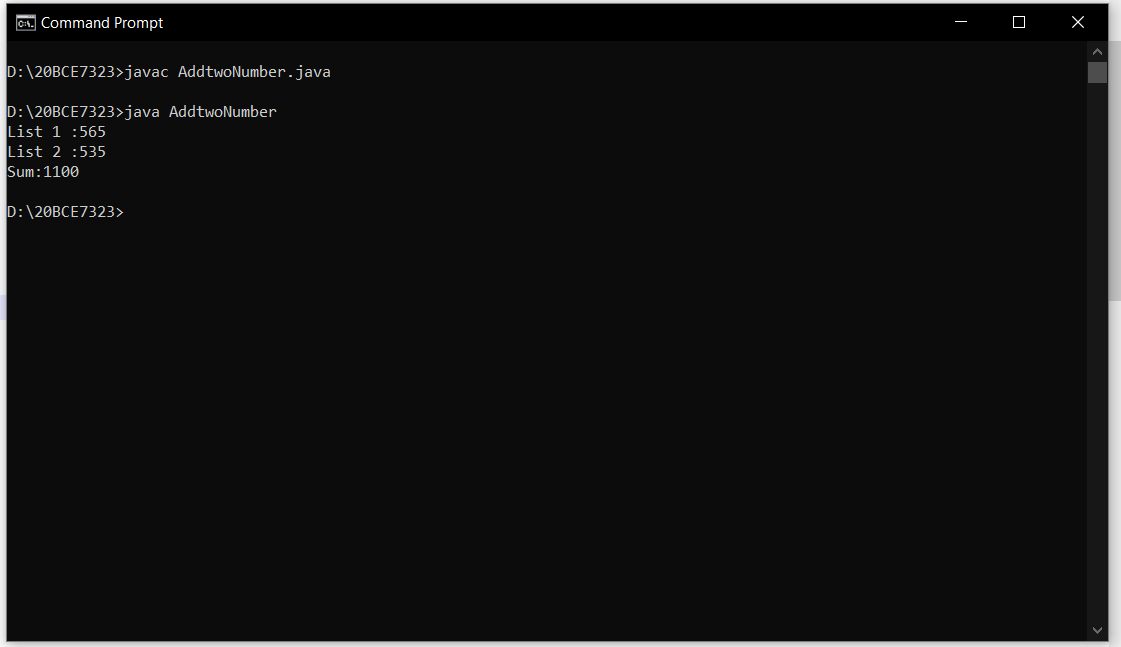 Command Prompt
D:\20BCE7323>javac AddtwoNumber.java
D:\20BCE7323>java AddtwoNumber
List 1 :565
List 2 :535
Sum:1100
D:\20BCE7323>